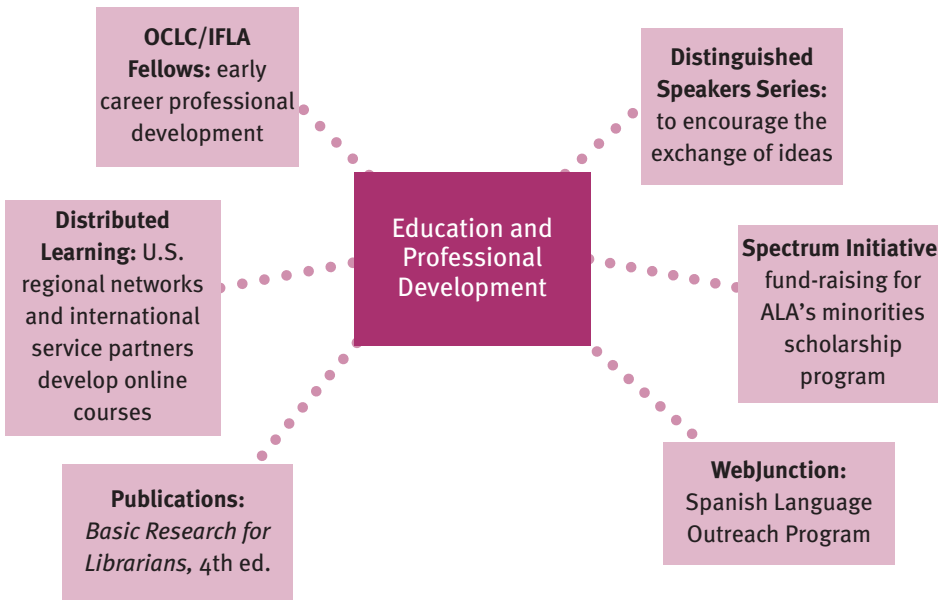 OCLC/IFLA
Fellows: early
career professional
development
Distinguished
Speakers Series:
to encourage the
exchange of ideas
Education and
Professional
Development
Distributed
Learning: U.S.
regional networks
and international
service partners
develop online
courses
Spectrum Initiative
fund-raising for
ALA’s minorities
scholarship
program
Publications:
Basic Research for
Librarians, 4th ed.
WebJunction:
Spanish Language
Outreach Program